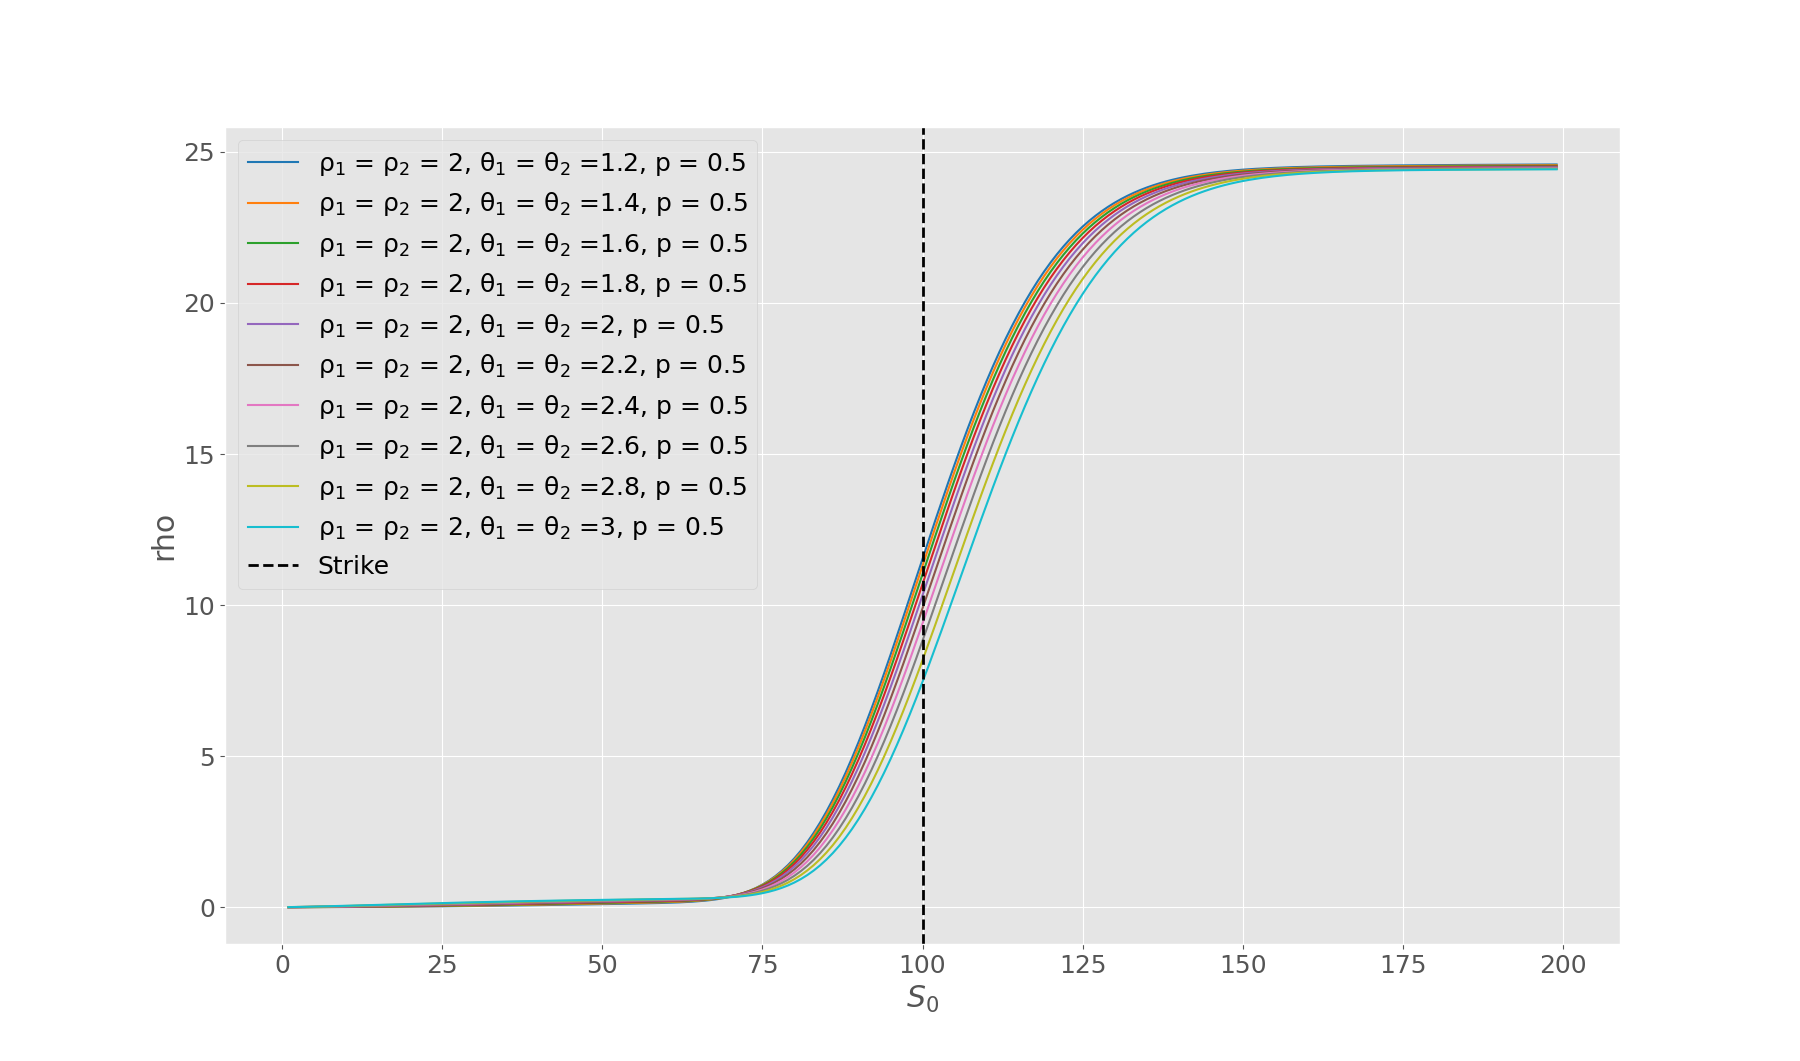 ρ₁ = ρ₂ = 2, θ₁ = θ₂ =1.2, p = 0.5
ρ₁ = ρ₂ = 2, θ₁ = θ₂ =1.4, p = 0.5
ρ₁ = ρ₂ = 2, θ₁ = θ₂ =1.6, p = 0.5
ρ₁ = ρ₂ = 2, θ₁ = θ₂ =1.8, p = 0.5
ρ₁ = ρ₂ = 2, θ₁ = θ₂ =2, p = 0.5
ρ₁ = ρ₂ = 2, θ₁ = θ₂ =2.2, p = 0.5
ρ₁ = ρ₂ = 2, θ₁ = θ₂ =2.4, p = 0.5
ρ₁ = ρ₂ = 2, θ₁ = θ₂ =2.6, p = 0.5
ρ₁ = ρ₂ = 2, θ₁ = θ₂ =2.8, p = 0.5
ρ₁ = ρ₂ = 2, θ₁ = θ₂ =3, p = 0.5
Strike
rho
25
20
15
10
5
0
0 25 50 75 100 125 150 175 200
S₀